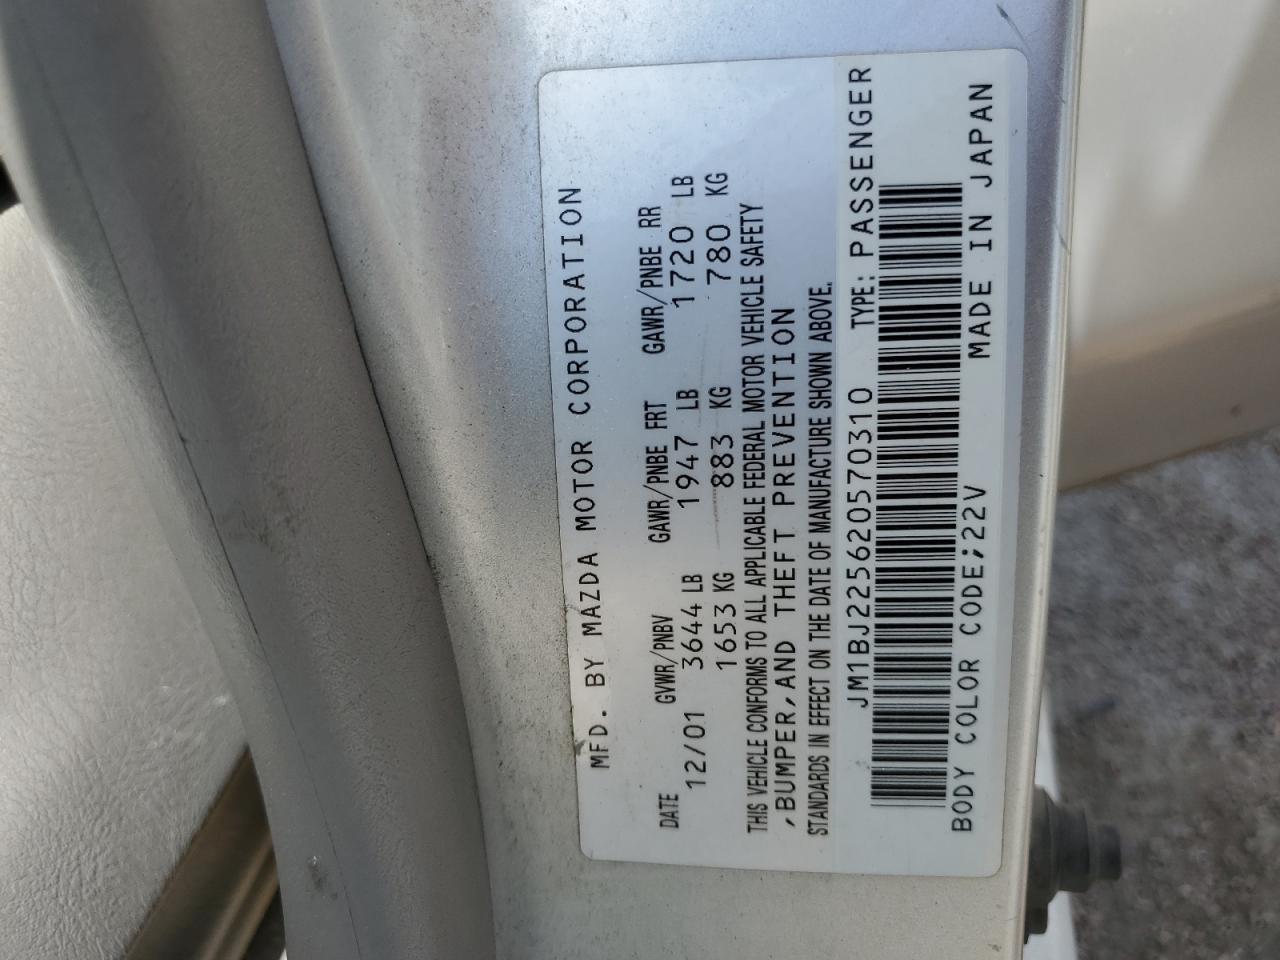 MFD. BY MAZDA MOTOR CORPORATION
DATE GVWR/PNBV GAWR/PNBE FRT GAWR/PNBE RR
12/01 3644 LB 1947 LB 1720 LB
1653 KG 883 KG 780 KG
THIS VEHICLE CONFORMS TO ALL APPLICABLE FEDERAL MOTOR VEHICLE SAFETY
,BUMPER,AND THEFT PREVENTION
STANDARDS IN EFFECT ON THE DATE OF MANUFACTURE SHOWN ABOVE.
JM1BJ225620570310 TYPE: PASSENGER
BODY COLOR CODE;22V MADE IN JAPAN